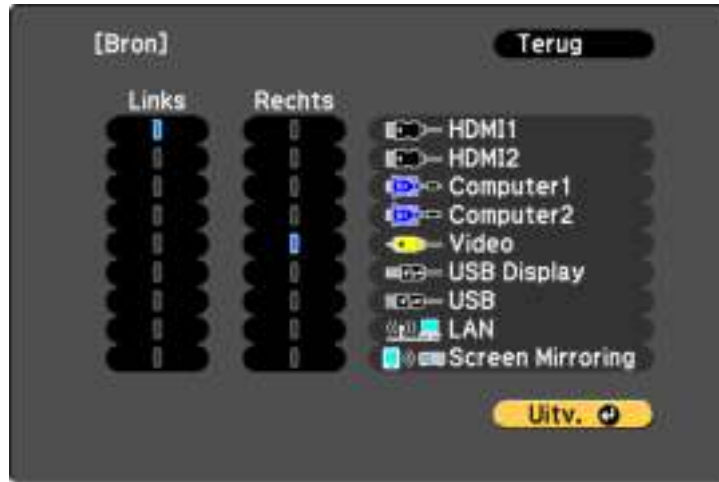 [Bron]
Terug
Links Rechts
HDMI1
HDMI2
Computer1
Computer2
Video
USB Display
USB
LAN
Screen Mirroring
Uitv.